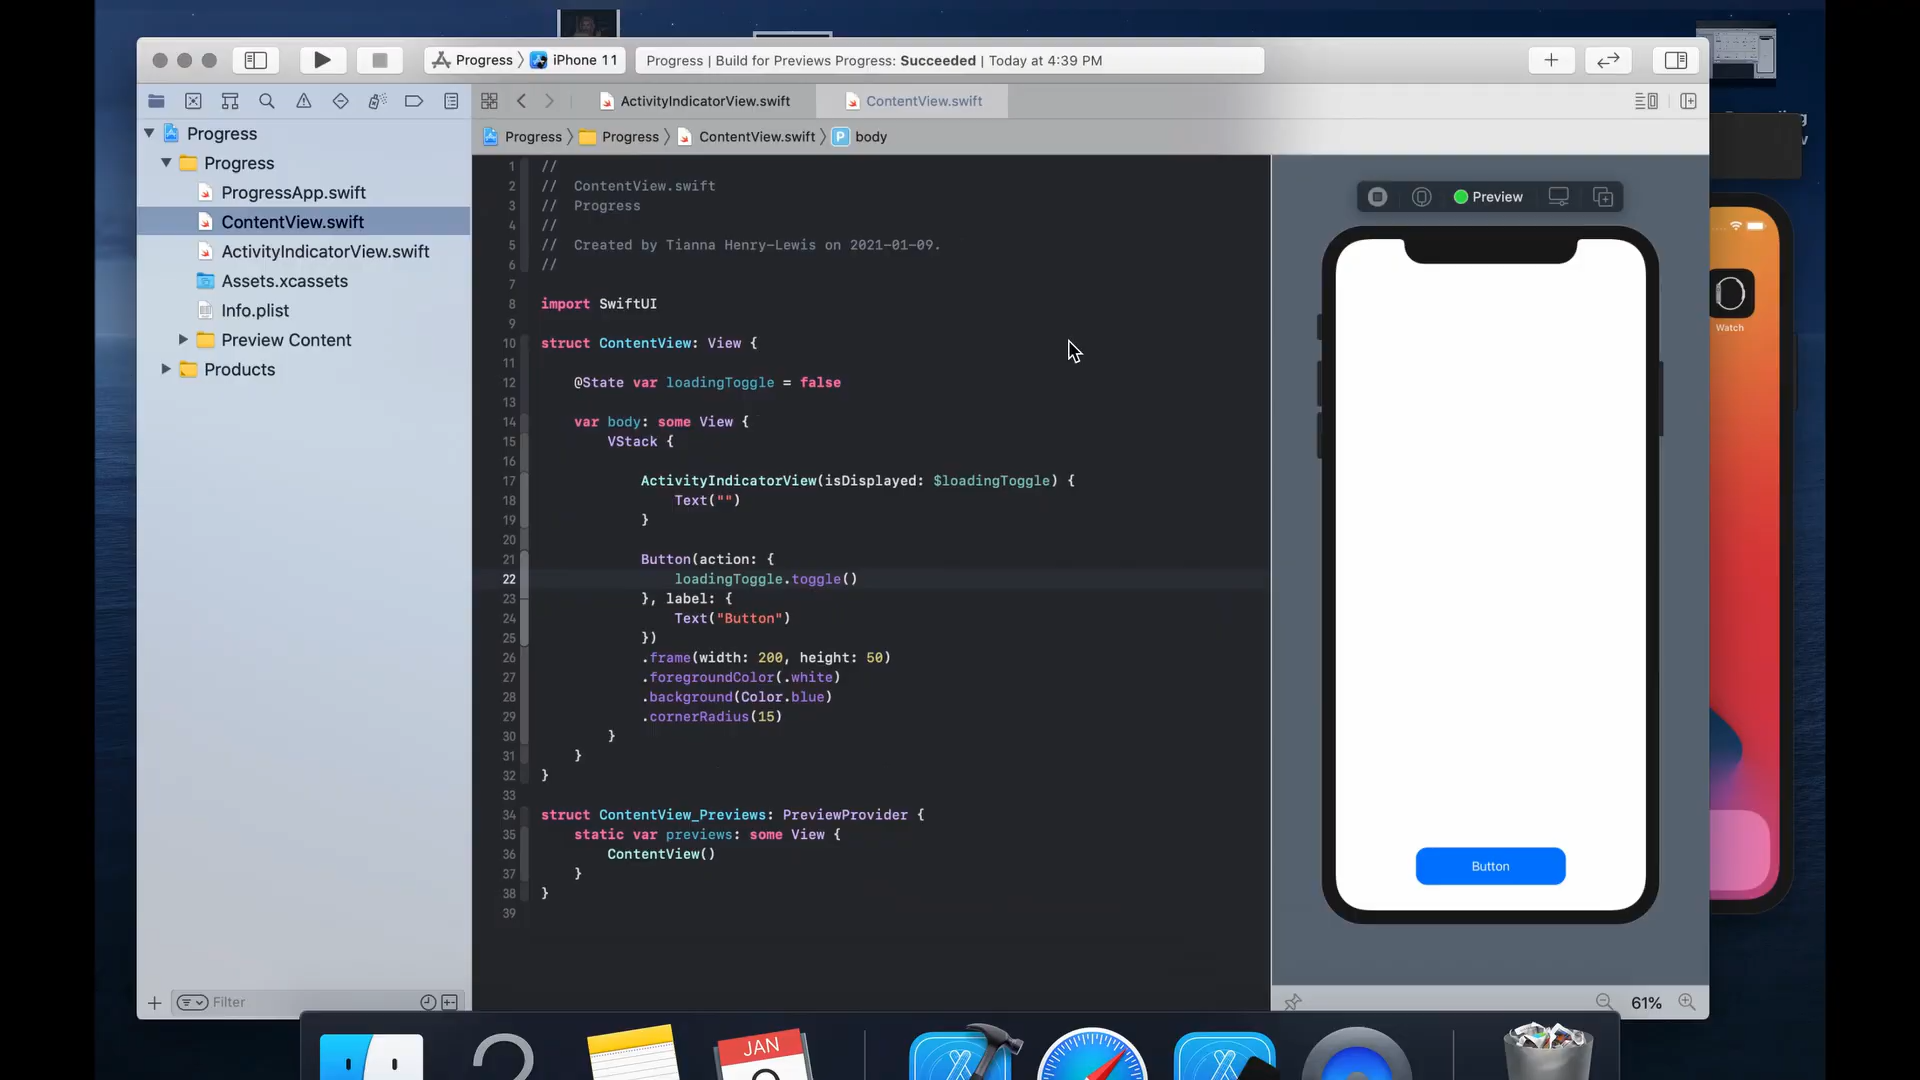 Progress 〉 iPhone 11
Progress | Build for Previews Progress: Succeeded | Today at 4:39 PM
ActivityIndicatorView.swift
ContentView.swift
Progress 〉 Progress 〉 ContentView.swift 〉 P body
Progress
Progress
ProgressApp.swift
ContentView.swift
ActivityIndicatorView.swift
Assets.xcassets
Info.plist
Preview Content
Products
Filter
1 //
2 //  ContentView.swift
3 //  Progress
4 //
5 //  Created by Tianna Henry-Lewis on 2021-01-09.
6 //
7
8 import SwiftUI
9
10 struct ContentView: View {
11
12     @State var loadingToggle = false
13
14     var body: some View {
15         VStack {
16
17             ActivityIndicatorView(isDisplayed: $loadingToggle) {
18                 Text("")
19             }
20
21             Button(action: {
22                 loadingToggle.toggle()
23             }, label: {
24                 Text("Button")
25             })
26             .frame(width: 200, height: 50)
27             .foregroundColor(.white)
28             .background(Color.blue)
29             .cornerRadius(15)
30         }
31     }
32 }
33
34 struct ContentView_Previews: PreviewProvider {
35     static var previews: some View {
36         ContentView()
37     }
38 }
39
Preview
Button
61%
Watch
JAN